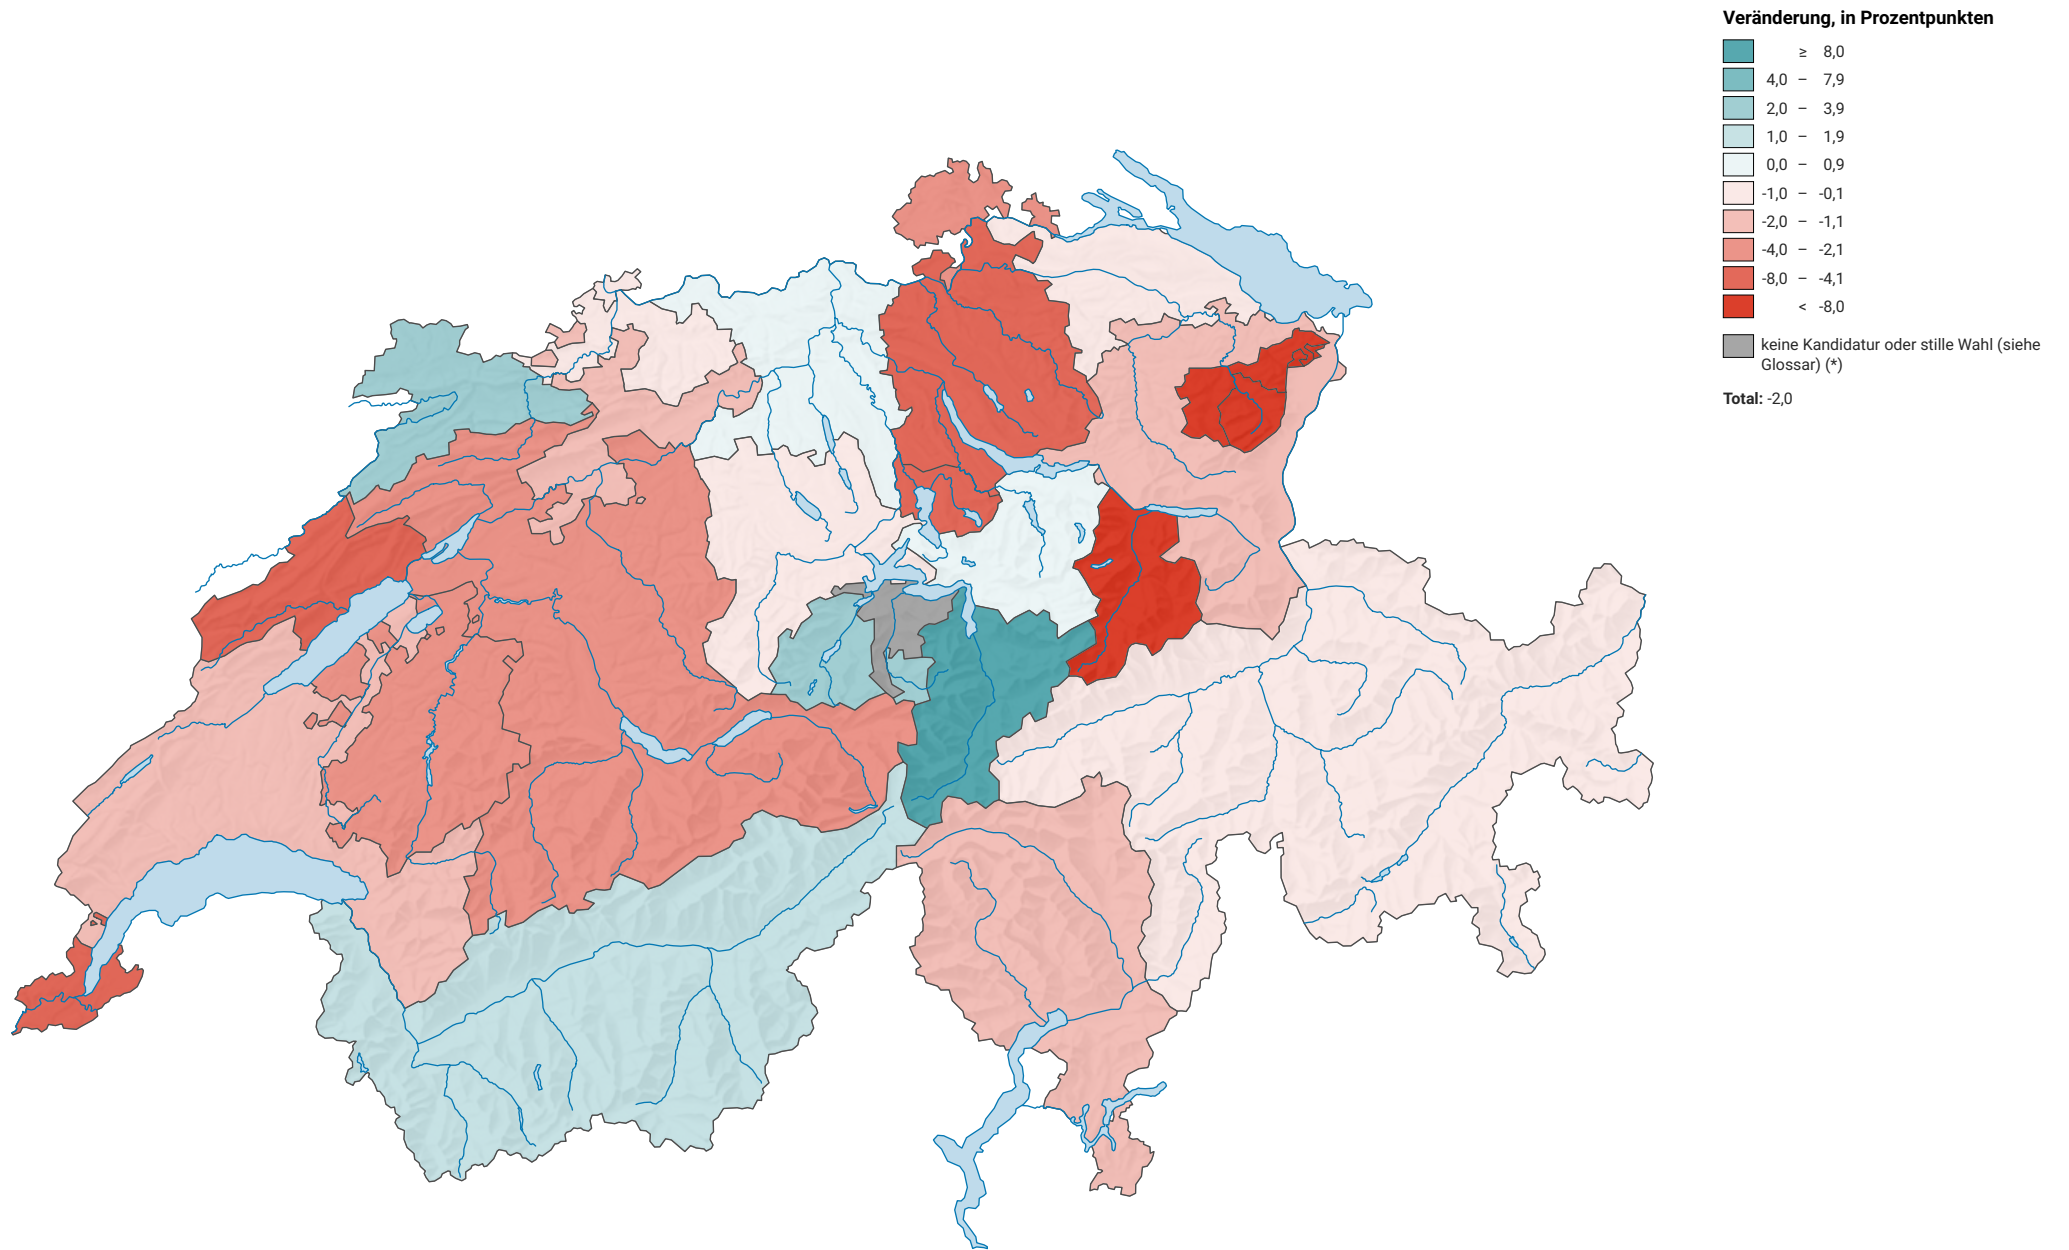 Veränderung, in Prozentpunkten
≥ 8,0
4,0 – 7,9
2,0 – 3,9
1,0 – 1,9
0,0 – 0,9
-1,0 – -0,1
-2,0 – -1,1
-4,0 – -2,1
-8,0 – -4,1
< -8,0
keine Kandidatur oder stille Wahl (siehe
Glossar) (*)
Total: -2,0